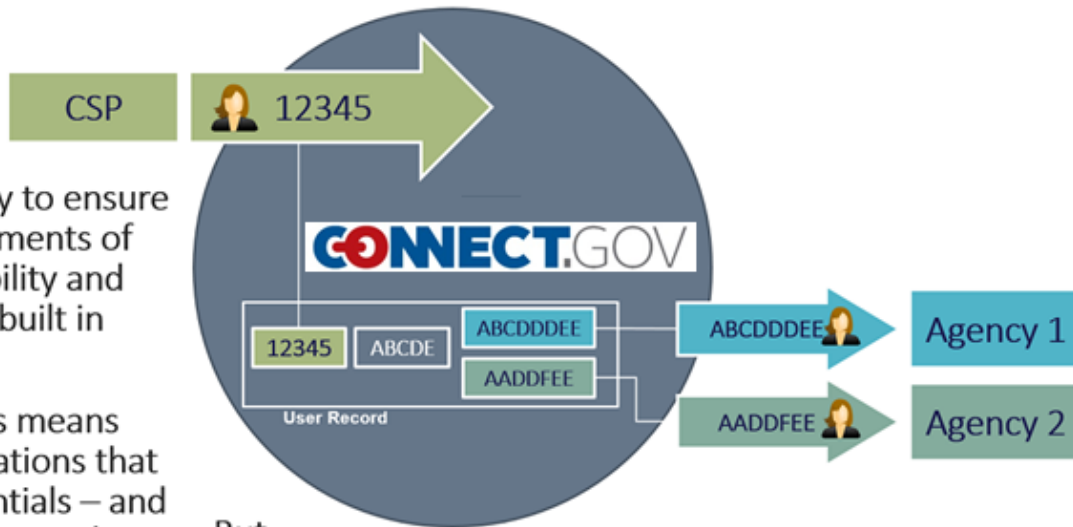 CSP
12345
y to ensure
ments of
bility and
built in
s means
ations that
ntials – and
But
CONNECT.GOV
12345
ABCDE
ABCDDDEE
AADDFEE
User Record
ABCDDDEE
Agency 1
AADDFEE
Agency 2